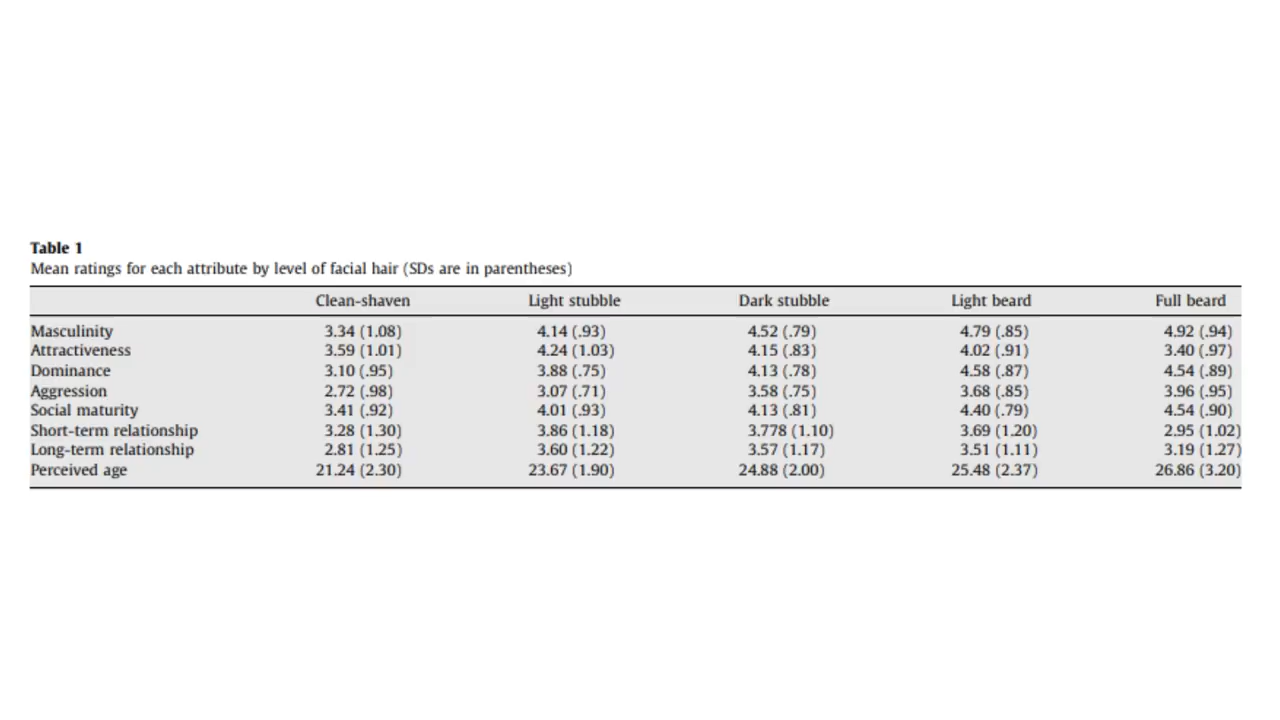 Table 1
Mean ratings for each attribute by level of facial hair (SDs are in parentheses)
Clean-shaven Light stubble Dark stubble Light beard Full beard
Masculinity 3.34 (1.08) 4.14 (.93) 4.52 (.79) 4.79 (.85) 4.92 (.94)
Attractiveness 3.59 (1.01) 4.24 (1.03) 4.15 (.83) 4.02 (.91) 3.40 (.97)
Dominance 3.10 (.95) 3.88 (.75) 4.13 (.78) 4.58 (.87) 4.54 (.89)
Aggression 2.72 (.98) 3.07 (.71) 3.58 (.75) 3.68 (.85) 3.96 (.95)
Social maturity 3.41 (.92) 4.01 (.93) 4.13 (.81) 4.40 (.79) 4.54 (.90)
Short-term relationship 3.28 (1.30) 3.86 (1.18) 3.778 (1.10) 3.69 (1.20) 2.95 (1.02)
Long-term relationship 2.81 (1.25) 3.60 (1.22) 3.57 (1.17) 3.51 (1.11) 3.19 (1.27)
Perceived age 21.24 (2.30) 23.67 (1.90) 24.88 (2.00) 25.48 (2.37) 26.86 (3.20)